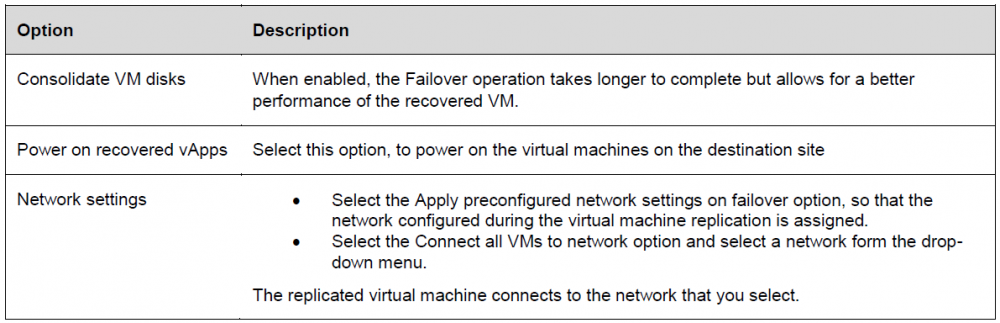 Option Description
Consolidate VM disks When enabled, the Failover operation takes longer to complete but allows for a better
performance of the recovered VM.
Power on recovered vApps Select this option, to power on the virtual machines on the destination site
Network settings • Select the Apply preconfigured network settings on failover option, so that the
network configured during the virtual machine replication is assigned.
• Select the Connect all VMs to network option and select a network form the drop-
down menu.
The replicated virtual machine connects to the network that you select.